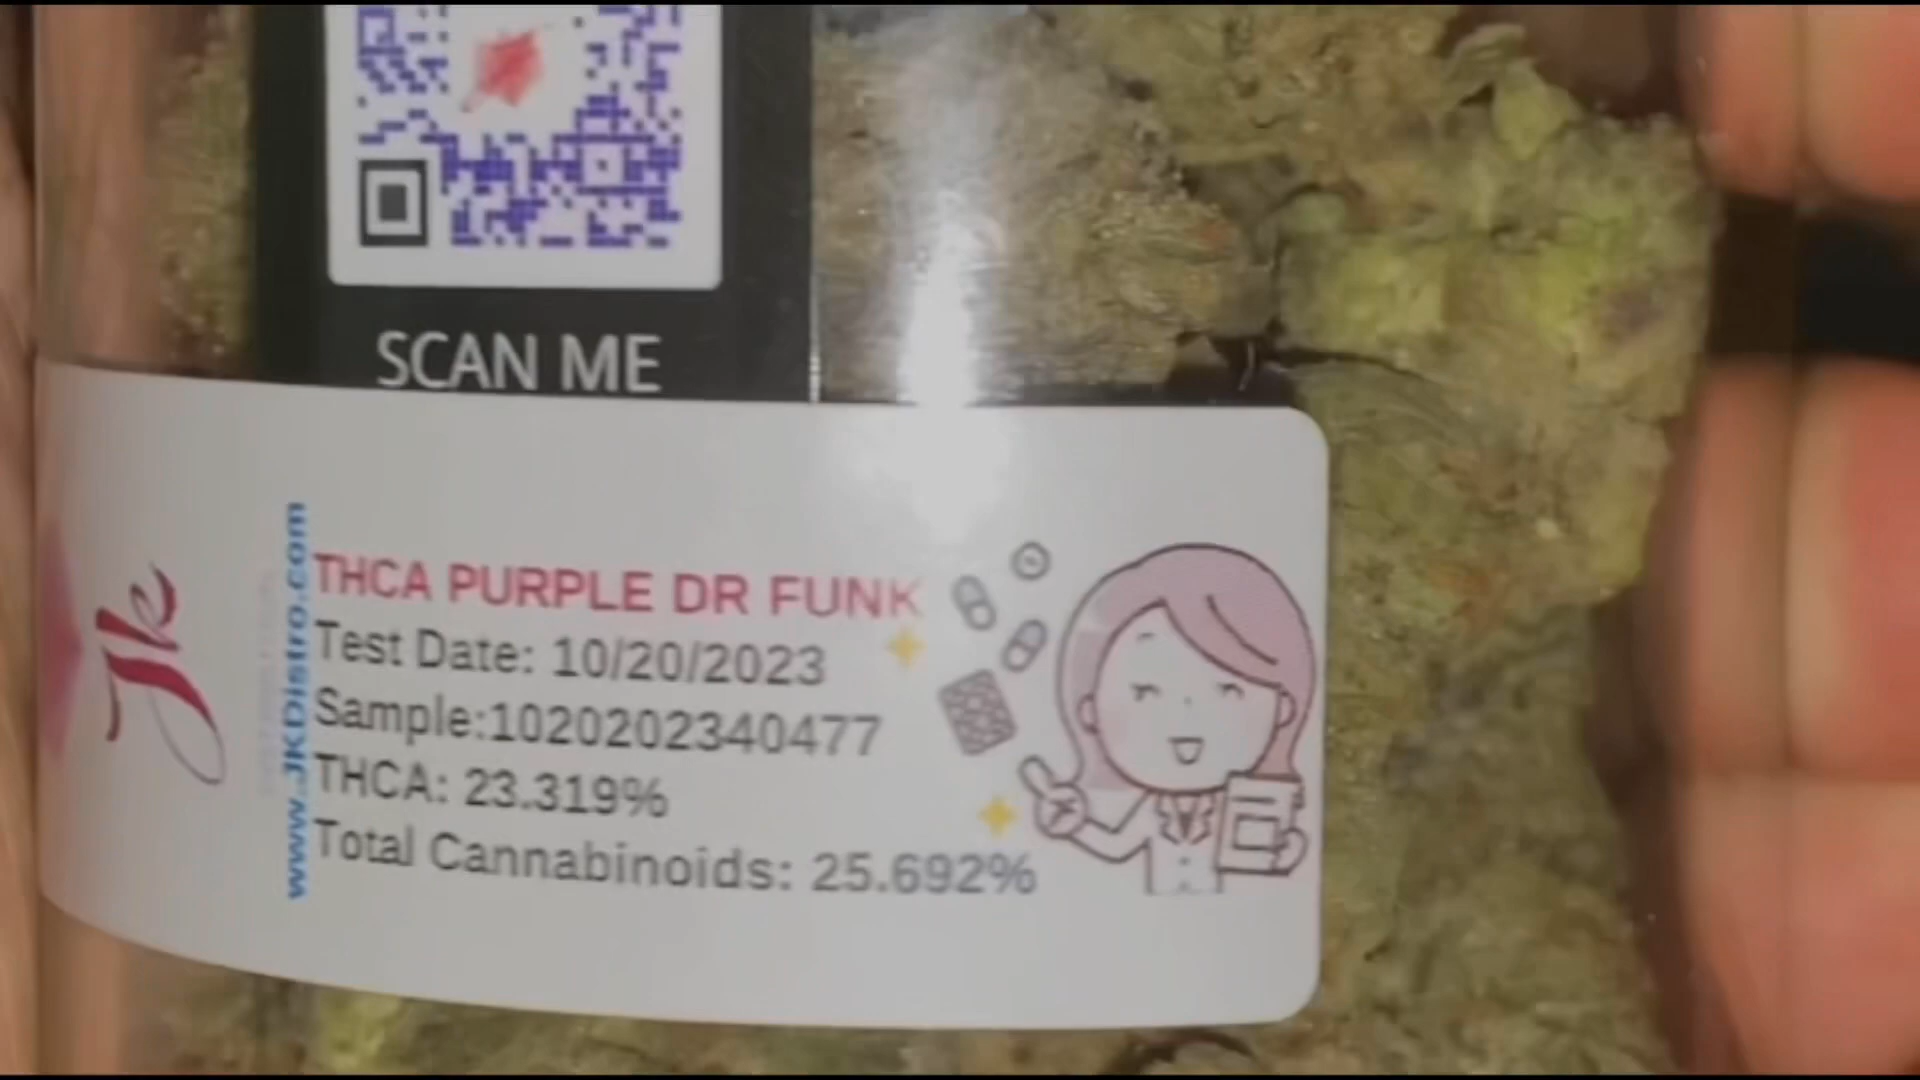 SCAN ME
Jk
www.JKDistro.com
THCA PURPLE DR FUNK
Test Date: 10/20/2023
Sample:1020202340477
THCA: 23.319%
Total Cannabinoids: 25.692%